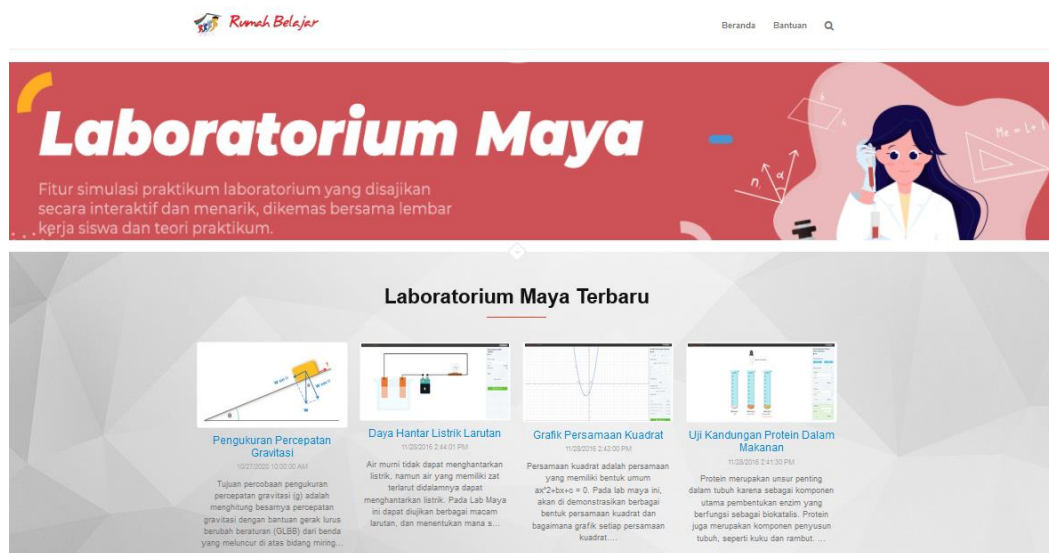 Rumah Belajar
Beranda Bantuan
Laboratorium Maya
Fitur simulasi praktikum laboratorium yang disajikan
secara interaktif dan menarik, dikemas bersama lembar
kerja siswa dan teori praktikum.
Me = L + 1
n, α
b
Laboratorium Maya Terbaru
W
θ
Pengukuran Percepatan
Gravitasi
10:00:00 AM
Tujuan percobaan pengukuran
percepatan gravitasi (g) adalah
menghitung besarnya percepatan
gravitasi dengan bantuan gerak lurus
berubah beraturan (GLBB) dari benda
yang meluncur di atas bidang miring...
Daya Hantar Listrik Larutan
11/28/2016 2:44:01 PM
Air murni tidak dapat menghantarkan
listrik, namun air yang memiliki zat
terlarut didalamnya dapat
menghantarkan listrik. Pada Lab Maya
ini dapat diujikan berbagai macam
larutan, dan menentukan mana s...
Grafik Persamaan Kuadrat
11/28/2016 2:43:00 PM
Persamaan kuadrat adalah persamaan
yang memiliki bentuk umum
ax^2+bx+c = 0. Pada lab maya ini,
akan di demonstrasikan berbagai
bentuk persamaan kuadrat dan
bagaimana grafik setiap persamaan
kuadrat....
Uji Kandungan Protein Dalam
Makanan
11/28/2016 2:41:30 PM
Protein merupakan unsur penting
dalam tubuh karena sebagai komponen
utama pembentukan enzim yang
berfungsi sebagai biokatalis. Protein
juga merupakan komponen penyusun
tubuh, seperti kuku dan rambut. ...